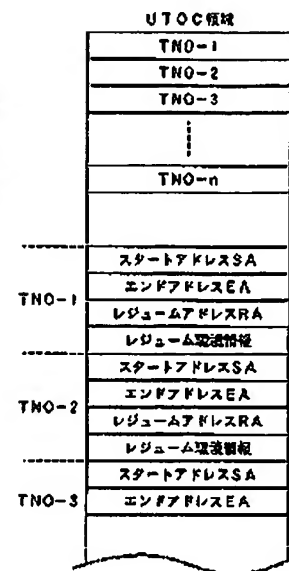 UTOC領域
TNO-1
TNO-2
TNO-3
TNO-n
TNO-1
スタートアドレスSA
エンドアドレスEA
レジュームアドレスRA
レジューム環境情報
TNO-2
スタートアドレスSA
エンドアドレスEA
レジュームアドレスRA
レジューム環境情報
TNO-3
スタートアドレスSA
エンドアドレスEA